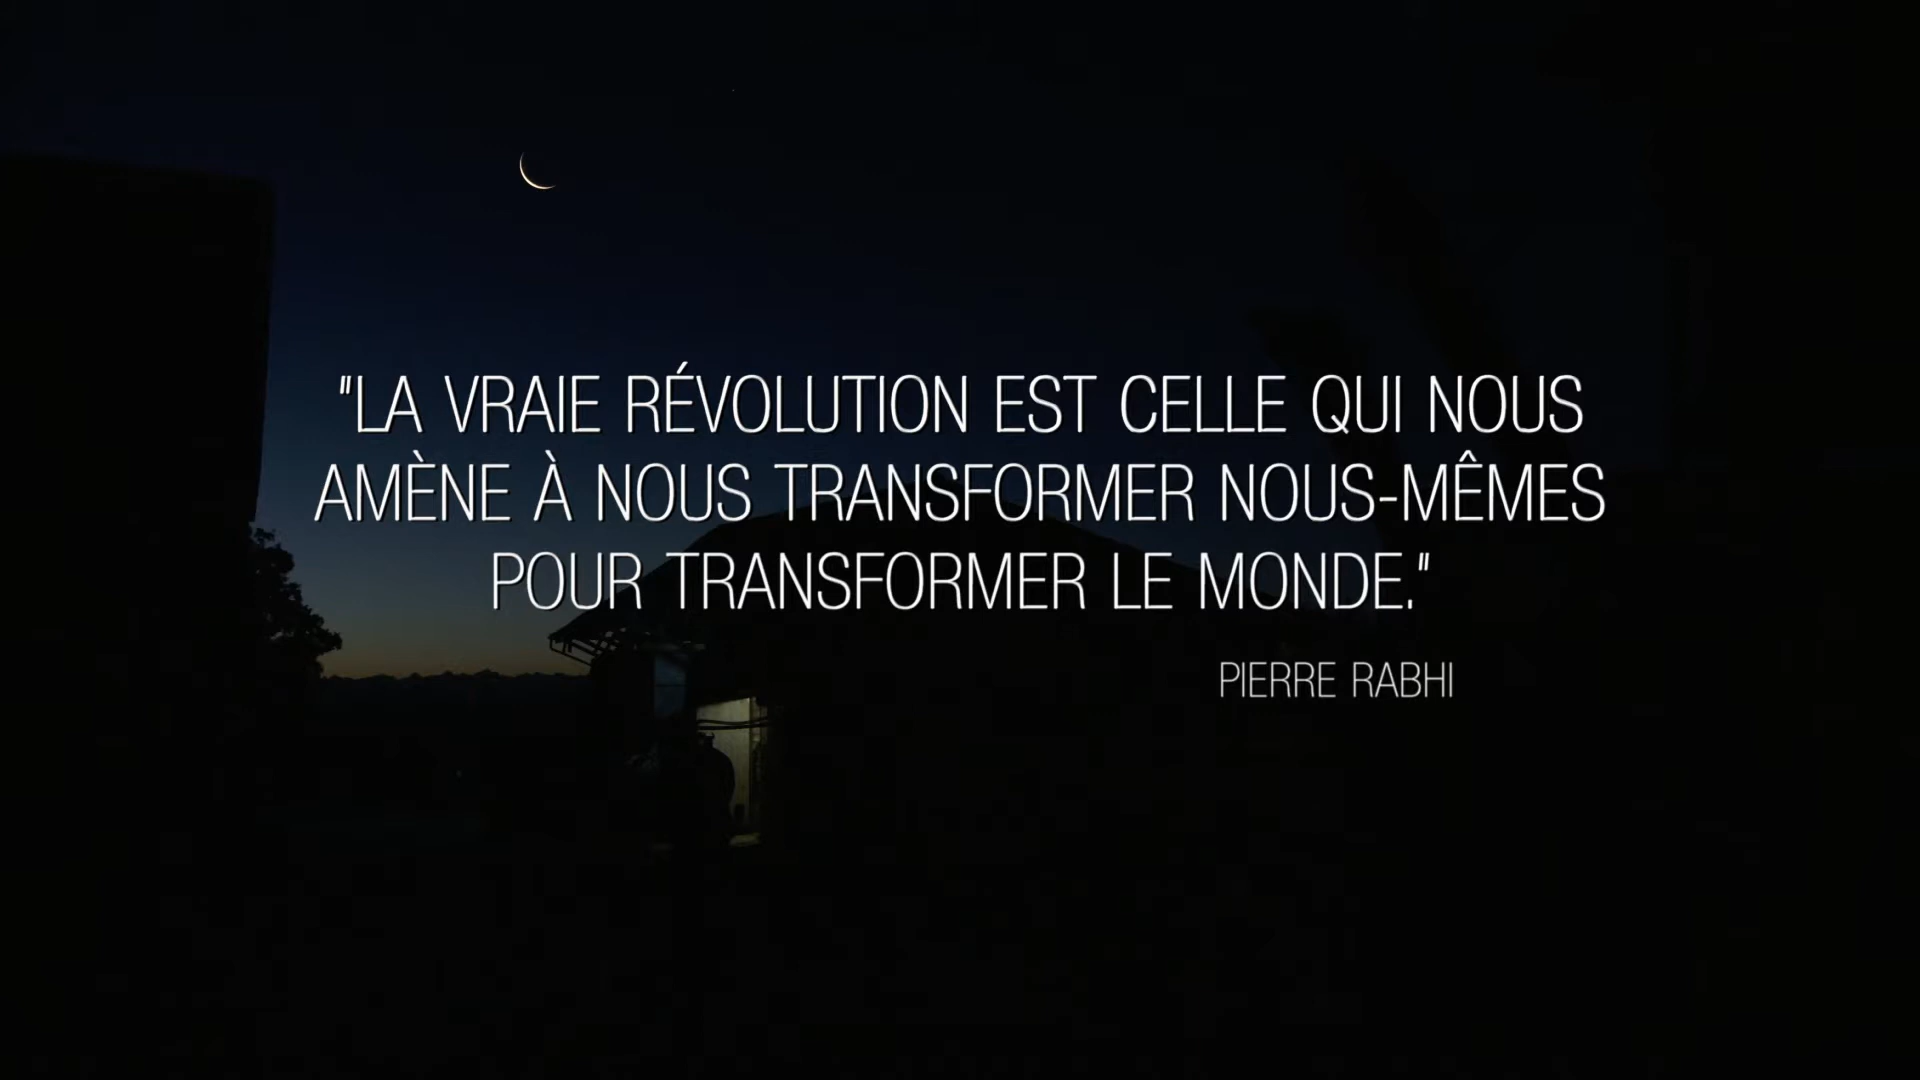 "LA VRAIE RÉVOLUTION EST CELLE QUI NOUS
AMÈNE À NOUS TRANSFORMER NOUS-MÊMES
POUR TRANSFORMER LE MONDE."
PIERRE RABHI